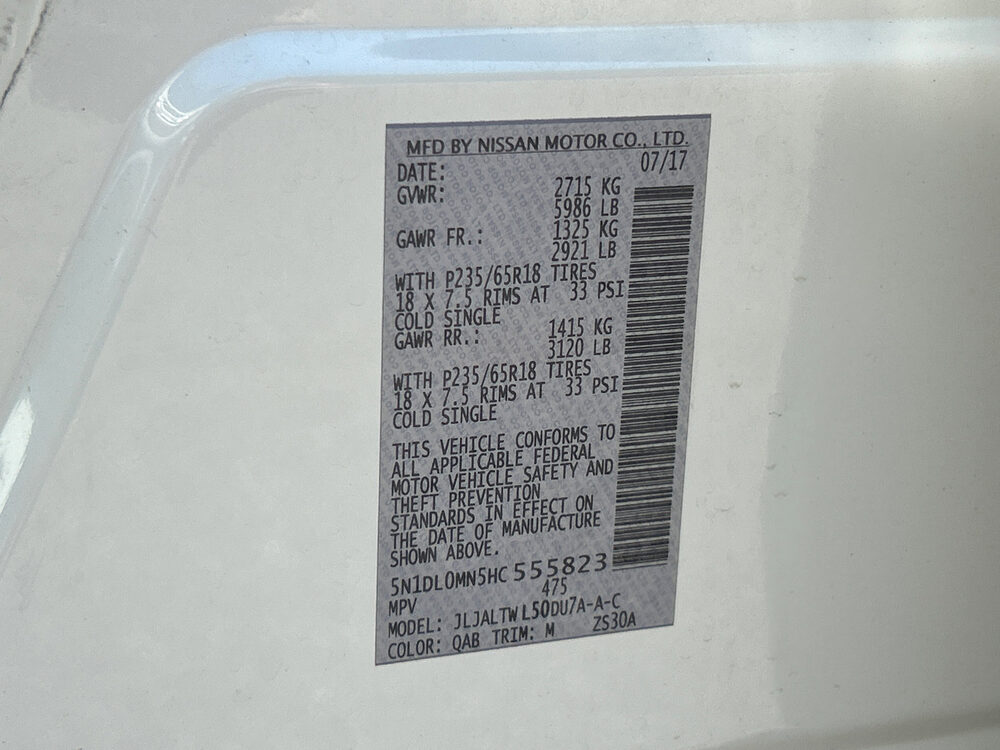 MFD BY NISSAN MOTOR CO., LTD.
DATE: 07/17
GVWR: 2715 KG
5986 LB
GAWR FR.: 1325 KG
2921 LB
WITH P235/65R18 TIRES
18 X 7.5 RIMS AT 33 PSI
COLD SINGLE
GAWR RR.: 1415 KG
3120 LB
WITH P235/65R18 TIRES
18 X 7.5 RIMS AT 33 PSI
COLD SINGLE
THIS VEHICLE CONFORMS TO
ALL APPLICABLE FEDERAL
MOTOR VEHICLE SAFETY AND
THEFT PREVENTION
STANDARDS IN EFFECT ON
THE DATE OF MANUFACTURE
SHOWN ABOVE.
5N1DL0MN5HC 555823
MPV 475
MODEL: JLJALTWL50DU7A-A-C
COLOR: QAB TRIM: M ZS30A